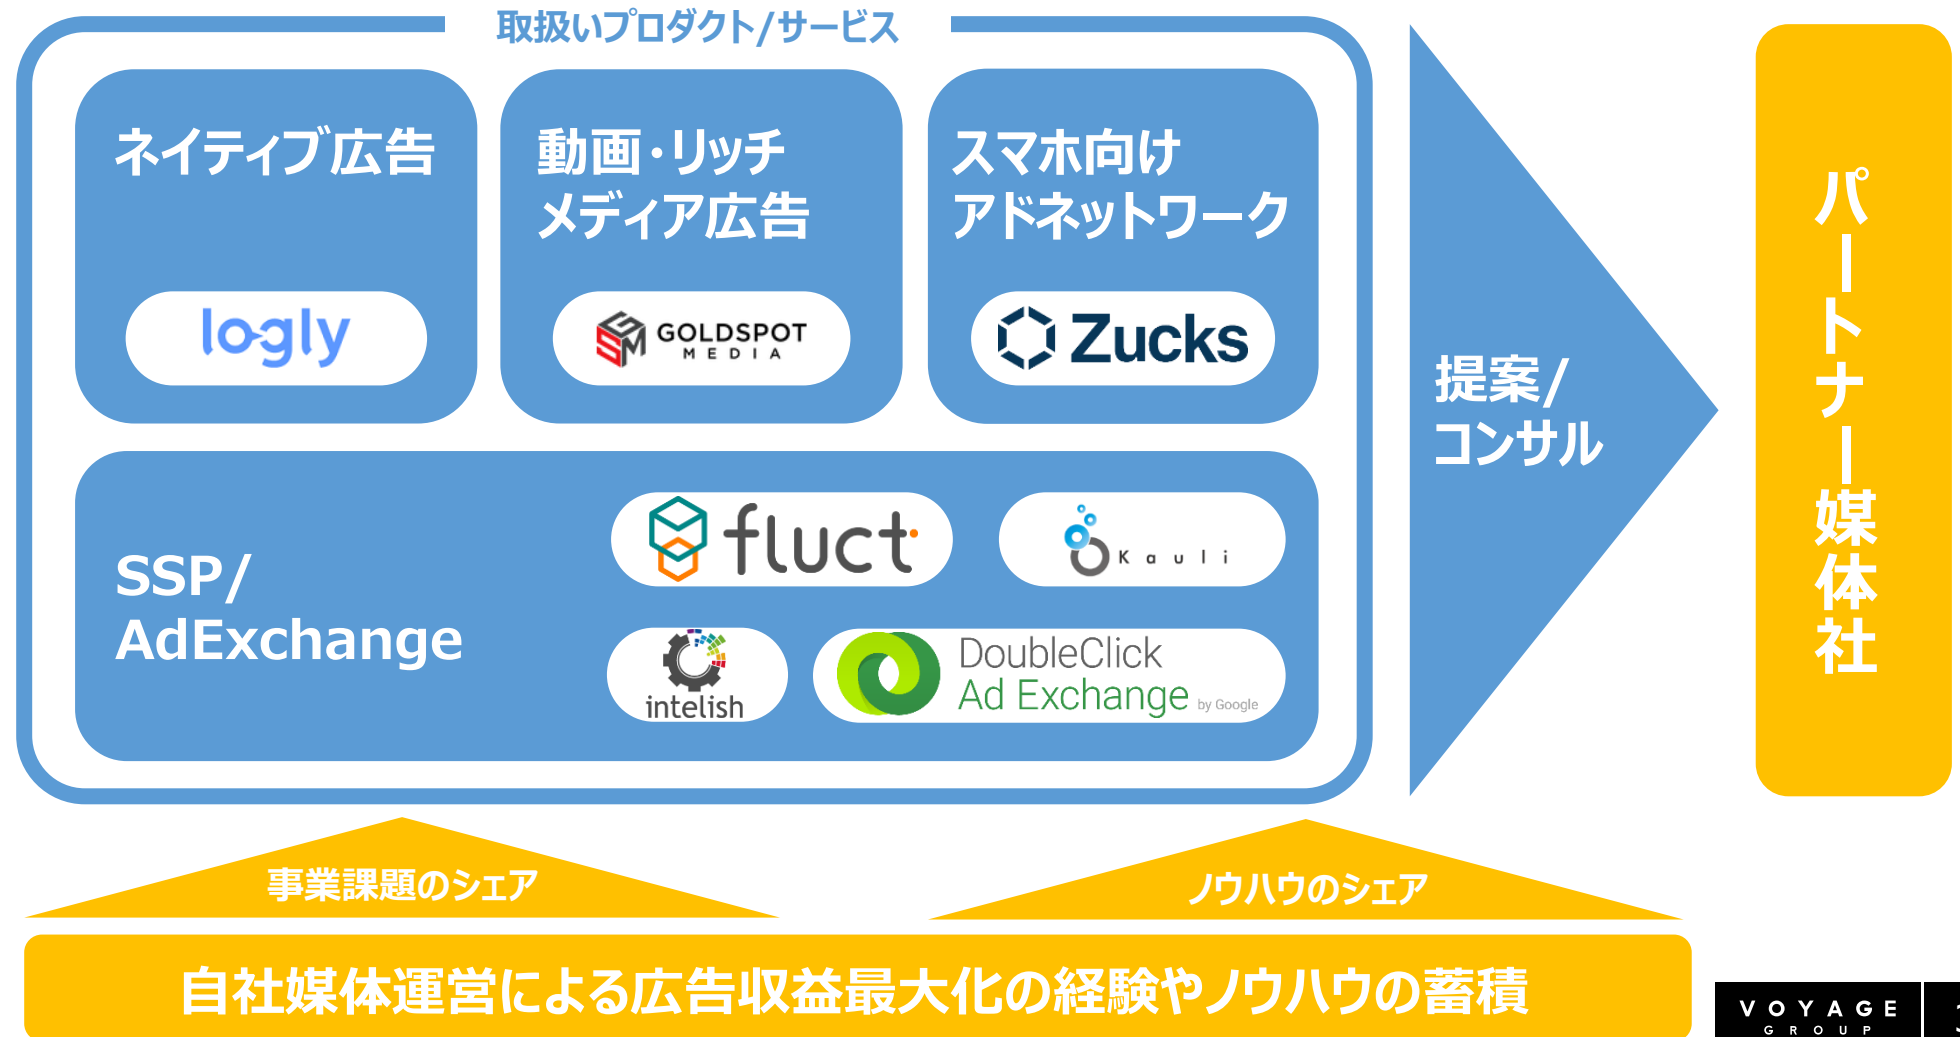 取扱いプロダクト/サービス
ネイティブ広告
logly
動画・リッチ
メディア広告
GOLDSPOT
MEDIA
スマホ向け
アドネットワーク
Zucks
SSP/
AdExchange
fluct
Kauli
intelish
DoubleClick
Ad Exchange by Google
提案/
コンサル
パートナー媒体社
事業課題のシェア
ノウハウのシェア
自社媒体運営による広告収益最大化の経験やノウハウの蓄積
VOYAGE
GROUP